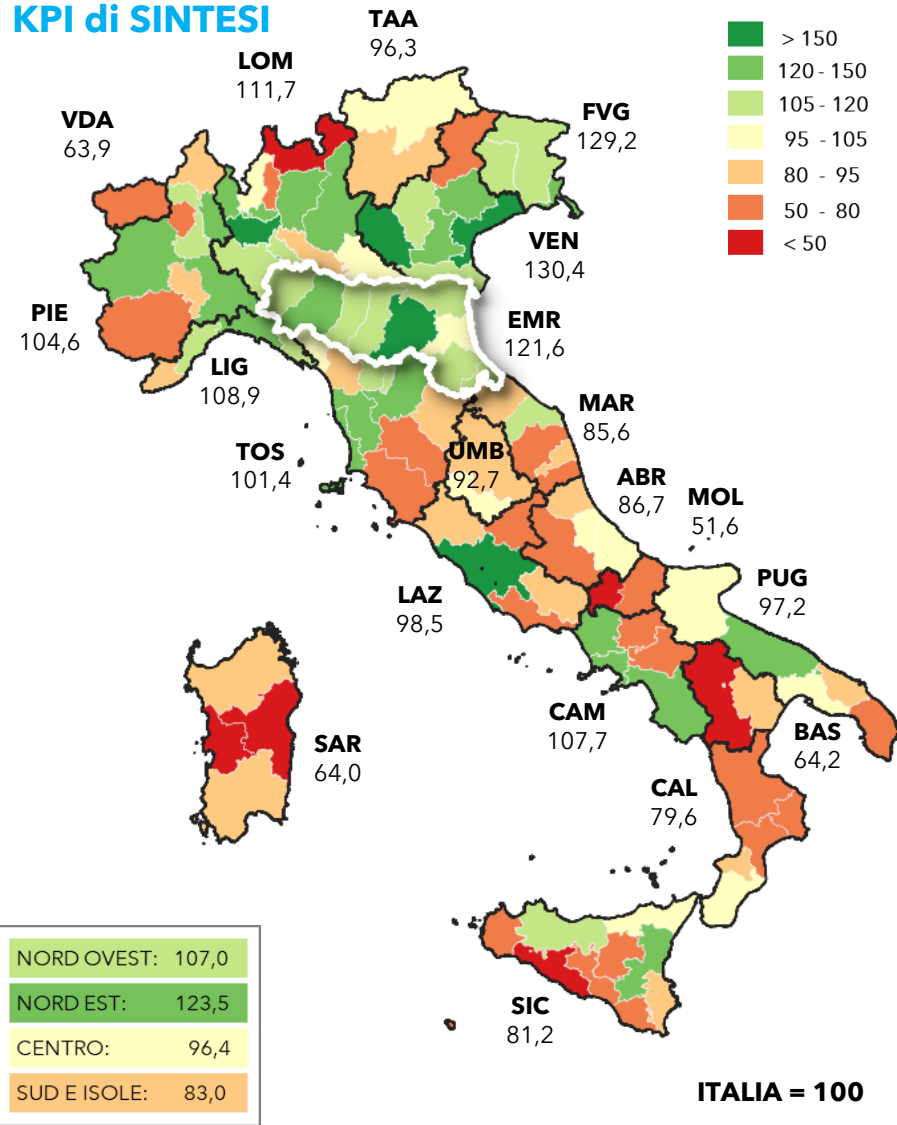 KPI di SINTESI
TAA
96,3
LOM
111,7
VDA
63,9
FVG
129,2
> 150
120 - 150
105 - 120
95 - 105
80 - 95
50 - 80
< 50
VEN
130,4
PIE
104,6
LIG
108,9
EMR
121,6
TOS
101,4
UMB
92,7
MAR
85,6
ABR
86,7
MOL
51,6
LAZ
98,5
PUG
97,2
CAM
107,7
BAS
64,2
SAR
64,0
CAL
79,6
SIC
81,2
NORD OVEST: 107,0
NORD EST: 123,5
CENTRO: 96,4
SUD E ISOLE: 83,0
ITALIA = 100